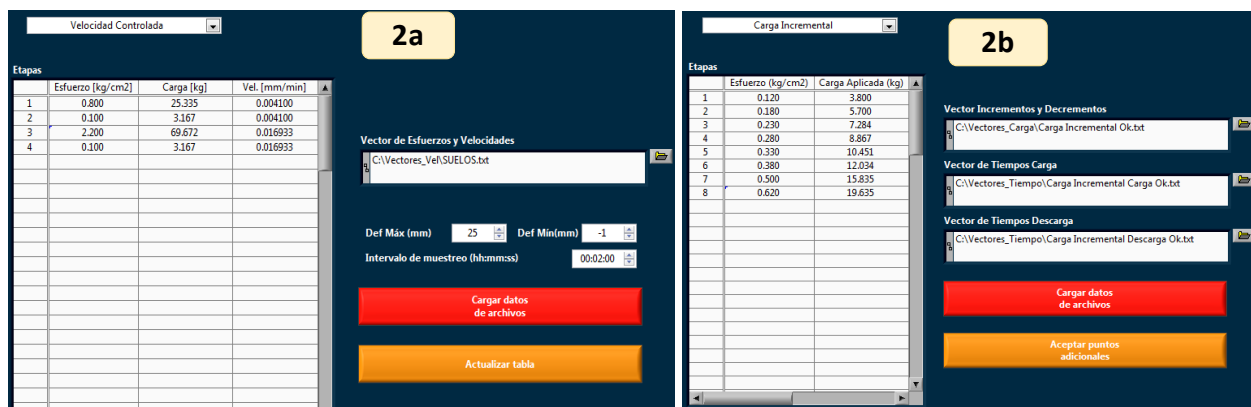 Velocidad Controlada
2a
Etapas
Esfuerzo [kg/cm2] Carga [kg] Vel. [mm/min]
1 0.800 25.335 0.004100
2 0.100 3.167 0.004100
3 2.200 69.672 0.016933
4 0.100 3.167 0.016933
Vector de Esfuerzos y Velocidades
C:\Vectores_Vel\SUELOS.txt
Def Máx (mm) 25 Def Mín(mm) -1
Intervalo de muestreo (hh:mm:ss) 00:02:00
Cargar datos
de archivos
Actualizar tabla
Carga Incremental
2b
Etapas
Esfuerzo (kg/cm2) Carga Aplicada (kg)
1 0.120 3.800
2 0.180 5.700
3 0.230 7.284
4 0.280 8.867
5 0.330 10.451
6 0.380 12.034
7 0.500 15.835
8 0.620 19.635
Vector Incrementos y Decrementos
C:\Vectores_Carga\Carga Incremental Ok.txt
Vector de Tiempos Carga
C:\Vectores_Tiempo\Carga Incremental Carga Ok.txt
Vector de Tiempos Descarga
C:\Vectores_Tiempo\Carga Incremental Descarga Ok.txt
Cargar datos
de archivos
Aceptar puntos
adicionales